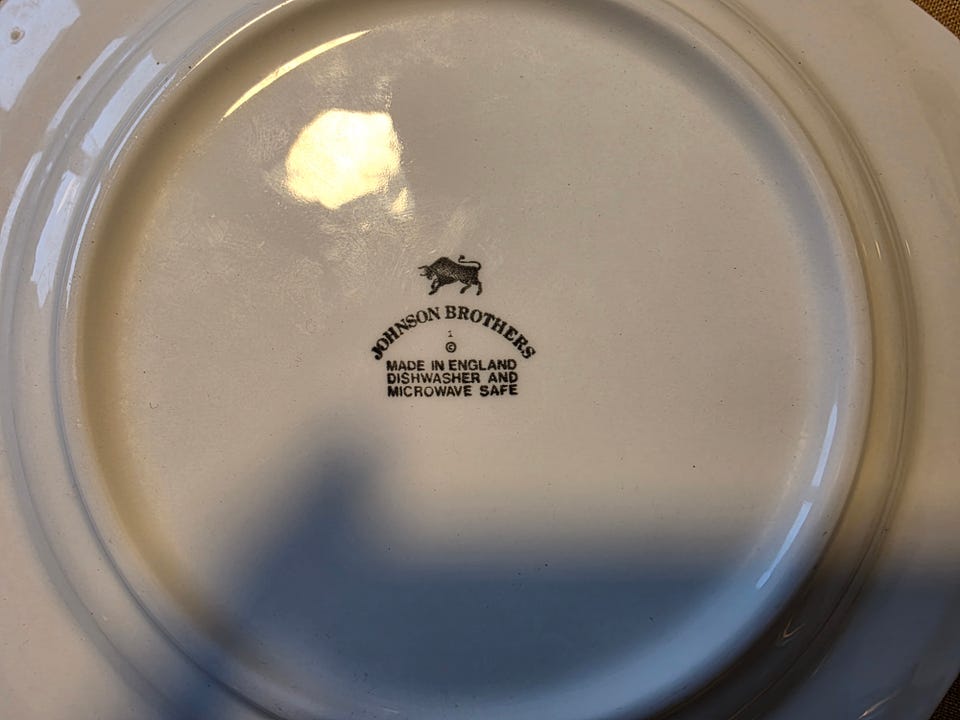 JOHNSON BROTHERS
1
©
MADE IN ENGLAND
DISHWASHER AND
MICROWAVE SAFE